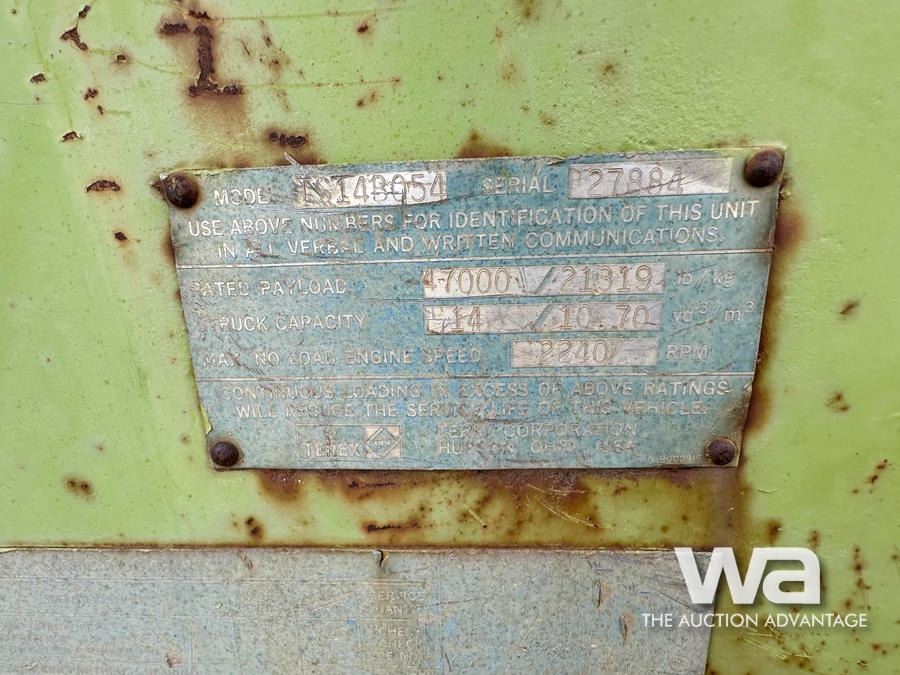 MODEL TS14B054 SERIAL 27884
USE ABOVE NUMBERS FOR IDENTIFICATION OF THIS UNIT
IN ALL VERBAL AND WRITTEN COMMUNICATIONS.
RATED PAYLOAD 47000 / 21319 lb/kg
TRUCK CAPACITY 14 / 10.70 yd³/m³
MAX. NO LOAD ENGINE SPEED 2240 RPM
CONTINUOUS LOADING IN EXCESS OF ABOVE RATINGS
WILL REDUCE THE SERVICE LIFE OF THIS VEHICLE.
TEREX TEREX CORPORATION
HUDSON, OHIO, USA
SERVICE
wa
THE AUCTION ADVANTAGE